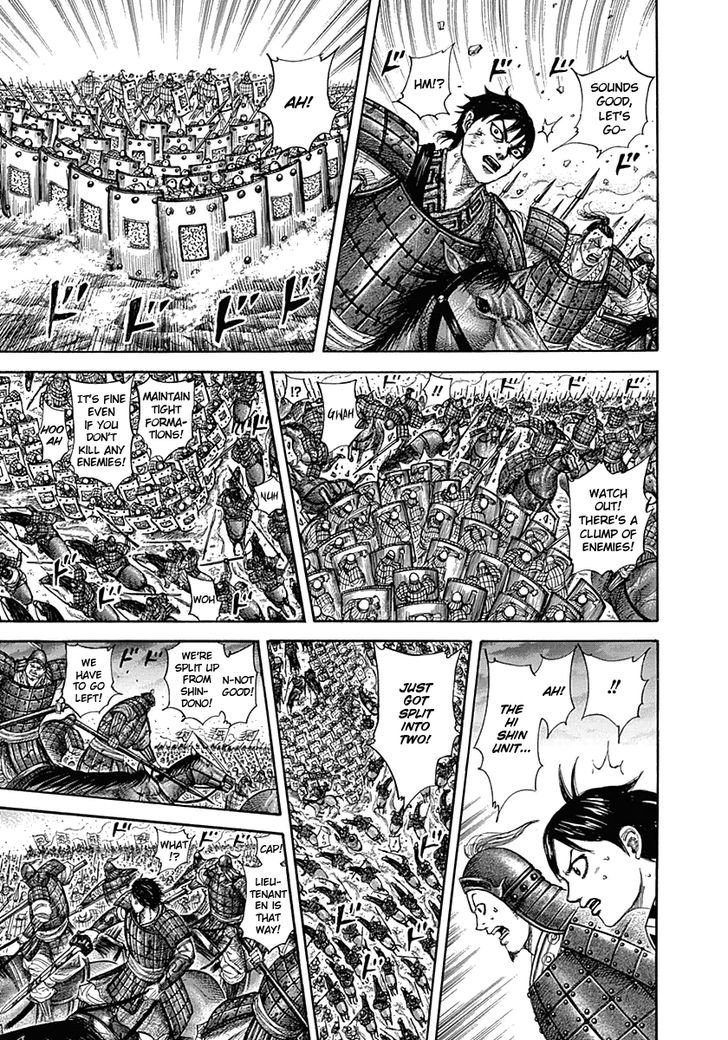 SOUNDS
GOOD,
LET'S
GO-
HM!?
ド
ド
AH!
ド
ド
ド
ド
WATCH
OUT!
THERE'S A
CLUMP OF
ENEMIES!
!!
GWAH
!?
MAINTAIN
TIGHT
FORMA-
TIONS!
IT'S FINE
EVEN
IF YOU
DON'T
KILL ANY
ENEMIES!
HOO
AH
NUH
WOH
ド
ド
ド
ド
!!
AH!
THE
HI
SHIN
UNIT...
JUST
GOT
SPLIT
INTO
TWO!
N-NOT
GOOD!
WE'RE
SPLIT UP
FROM
SHIN-
DONO!
ド
ド
WE
HAVE
TO GO
LEFT!
CAP!
LIEU-
TENANT
EN IS
THAT
WAY!
WHAT
!?
ド
ド